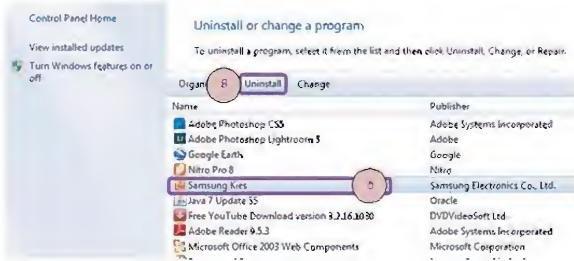 Control Panel Home
View installed updates
Turn Windows features on or
off
Uninstall or change a program
To uninstall a program, select it from the list and then click Uninstall, Change, or Repair.
Uninstall Change
Name Publisher
Adobe Photoshop CS5 Adobe Systems Incorporated
Adobe Photoshop Lightroom 5 Adobe
Google Earth Google
Nitro Pro 8 Nitro
Samsung Kies Samsung Electronics Co., Ltd.
Java 7 Update 55 Oracle
Free YouTube Download version 3.2.16.1030 DVDVideoSoft Ltd.
Adobe Reader 9.5.3 Adobe Systems Incorporated
Microsoft Office 2003 Web Components Microsoft Corporation